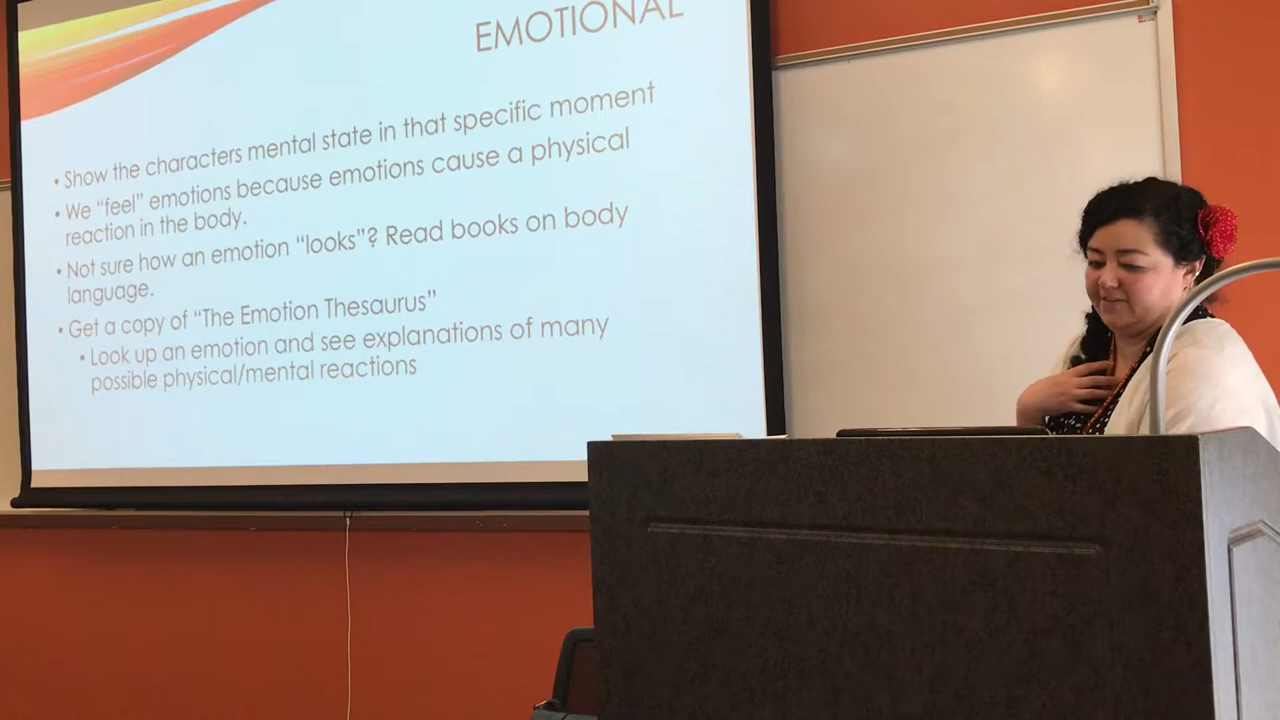 EMOTIONAL
• Show the characters mental state in that specific moment
• We “feel” emotions because emotions cause a physical
reaction in the body.
• Not sure how an emotion “looks”? Read books on body
language.
• Get a copy of “The Emotion Thesaurus”
• Look up an emotion and see explanations of many
possible physical/mental reactions